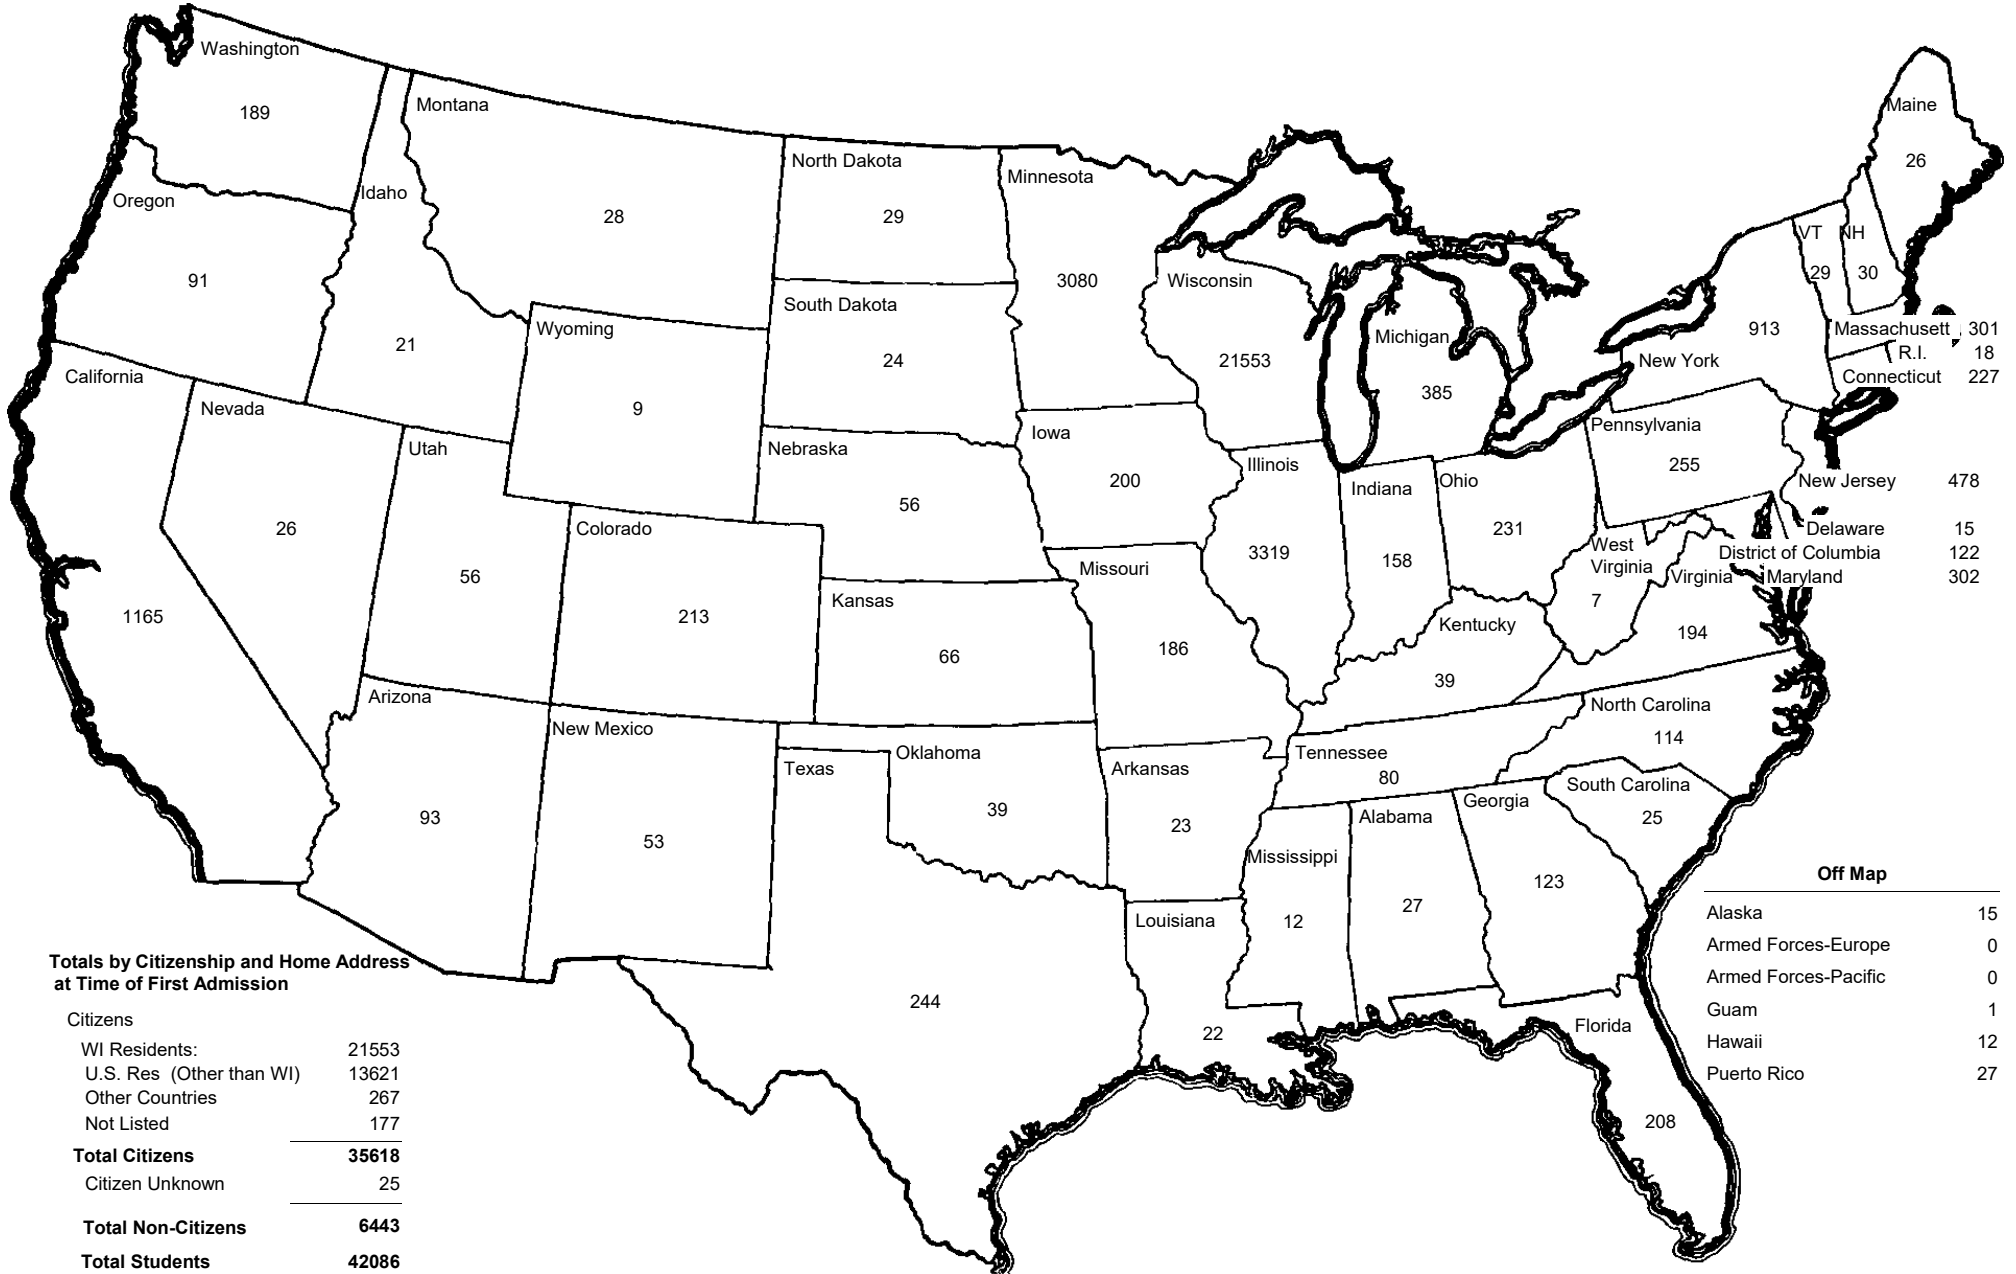 Washington
189
Oregon
91
California
1165
Nevada
26
Idaho
21
Montana
28
Wyoming
9
Utah
56
Colorado
213
Arizona
93
New Mexico
53
North Dakota
29
South Dakota
24
Nebraska
56
Kansas
66
Oklahoma
39
Texas
244
Minnesota
3080
Iowa
200
Missouri
186
Arkansas
23
Louisiana
22
Wisconsin
21553
Illinois
3319
Michigan
385
Indiana
158
Ohio
231
Kentucky
39
Tennessee
80
Mississippi
12
Alabama
27
Georgia
123
Florida
208
South Carolina
25
North Carolina
114
Virginia
194
West
Virginia
7
Pennsylvania
255
New York
913
VT
29
NH
30
Maine
26
Massachusett 301
R.I. 18
Connecticut 227
New Jersey 478
Delaware 15
District of Columbia 122
Maryland 302
Off Map
Alaska 15
Armed Forces-Europe 0
Armed Forces-Pacific 0
Guam 1
Hawaii 12
Puerto Rico 27
Totals by Citizenship and Home Address
at Time of First Admission
Citizens
WI Residents: 21553
U.S. Res (Other than WI) 13621
Other Countries 267
Not Listed 177
Total Citizens 35618
Citizen Unknown 25
Total Non-Citizens 6443
Total Students 42086